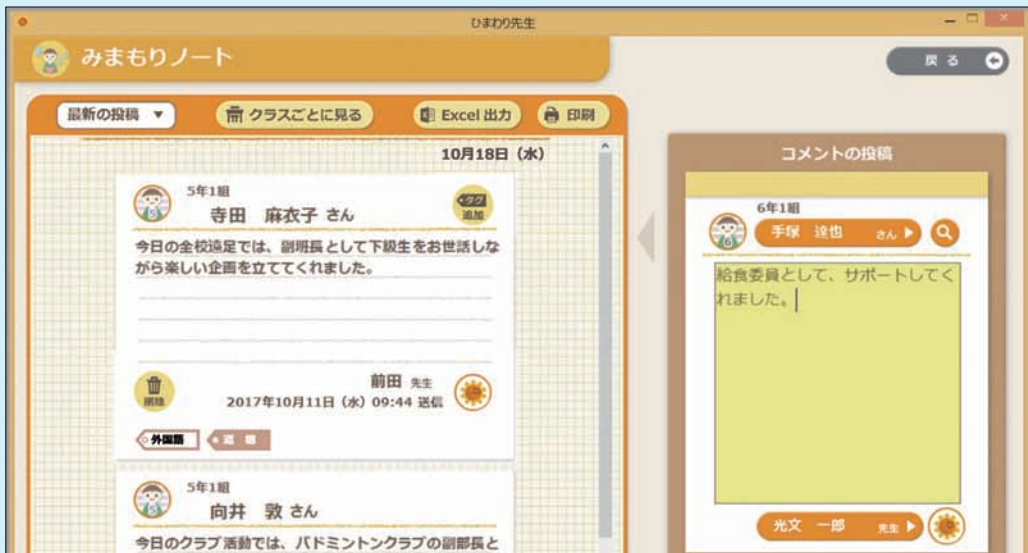 ひまわり先生
みまもりノート
戻る
最新の投稿 ▼
クラスごとに見る
Excel 出力
印刷
10月18日（水）
5年1組
寺田 麻衣子 さん
タグ
追加
今日の全校遠足では、副班長として下級生をお世話しな
がら楽しい企画を立ててくれました。
前田 先生
2017年10月11日（水）09:44 送信
削除
外国語
道徳
5年1組
向井 敦 さん
今日のクラブ活動では、バドミントンクラブの副部長と
コメントの投稿
6年1組
手塚 達也 さん
給食委員として、サポートしてく
れました。
光文 一郎 先生